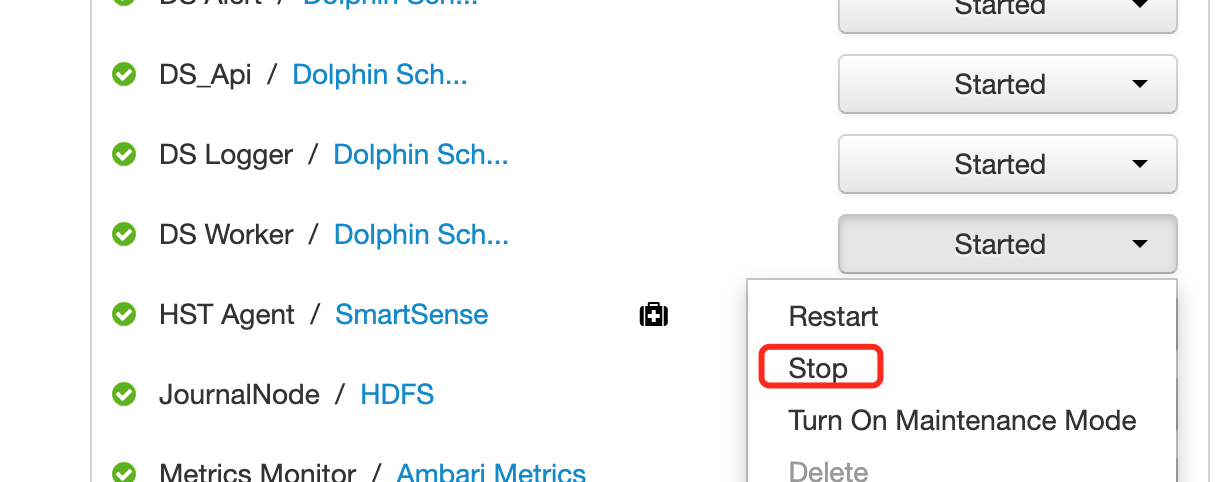 DS Alert / Dolphin Sch... Started
DS_Api / Dolphin Sch... Started
DS Logger / Dolphin Sch... Started
DS Worker / Dolphin Sch... Started
HST Agent / SmartSense
Restart
Stop
JournalNode / HDFS
Turn On Maintenance Mode
Metrics Monitor / Ambari Metrics
Delete